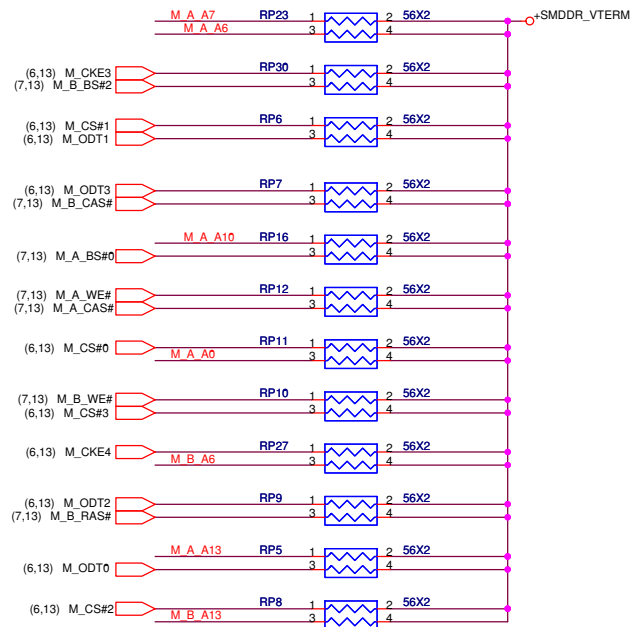 M_A_A7 RP23 1 2 56X2 +SMDDR_VTERM
M_A_A6 3 4
(6,13) M_CKE3 RP30 1 2 56X2
(7,13) M_B_BS#2 3 4
(6,13) M_CS#1 RP6 1 2 56X2
(6,13) M_ODT1 3 4
(6,13) M_ODT3 RP7 1 2 56X2
(7,13) M_B_CAS# 3 4
M_A_A10 RP16 1 2 56X2
(7,13) M_A_BS#0 3 4
(7,13) M_A_WE# RP12 1 2 56X2
(7,13) M_A_CAS# 3 4
(6,13) M_CS#0 RP11 1 2 56X2
M_A_A0 3 4
(7,13) M_B_WE# RP10 1 2 56X2
(6,13) M_CS#3 3 4
(6,13) M_CKE4 RP27 1 2 56X2
M_B_A6 3 4
(6,13) M_ODT2 RP9 1 2 56X2
(7,13) M_B_RAS# 3 4
M_A_A13 RP5 1 2 56X2
(6,13) M_ODT0 3 4
(6,13) M_CS#2 RP8 1 2 56X2
M_B_A13 3 4